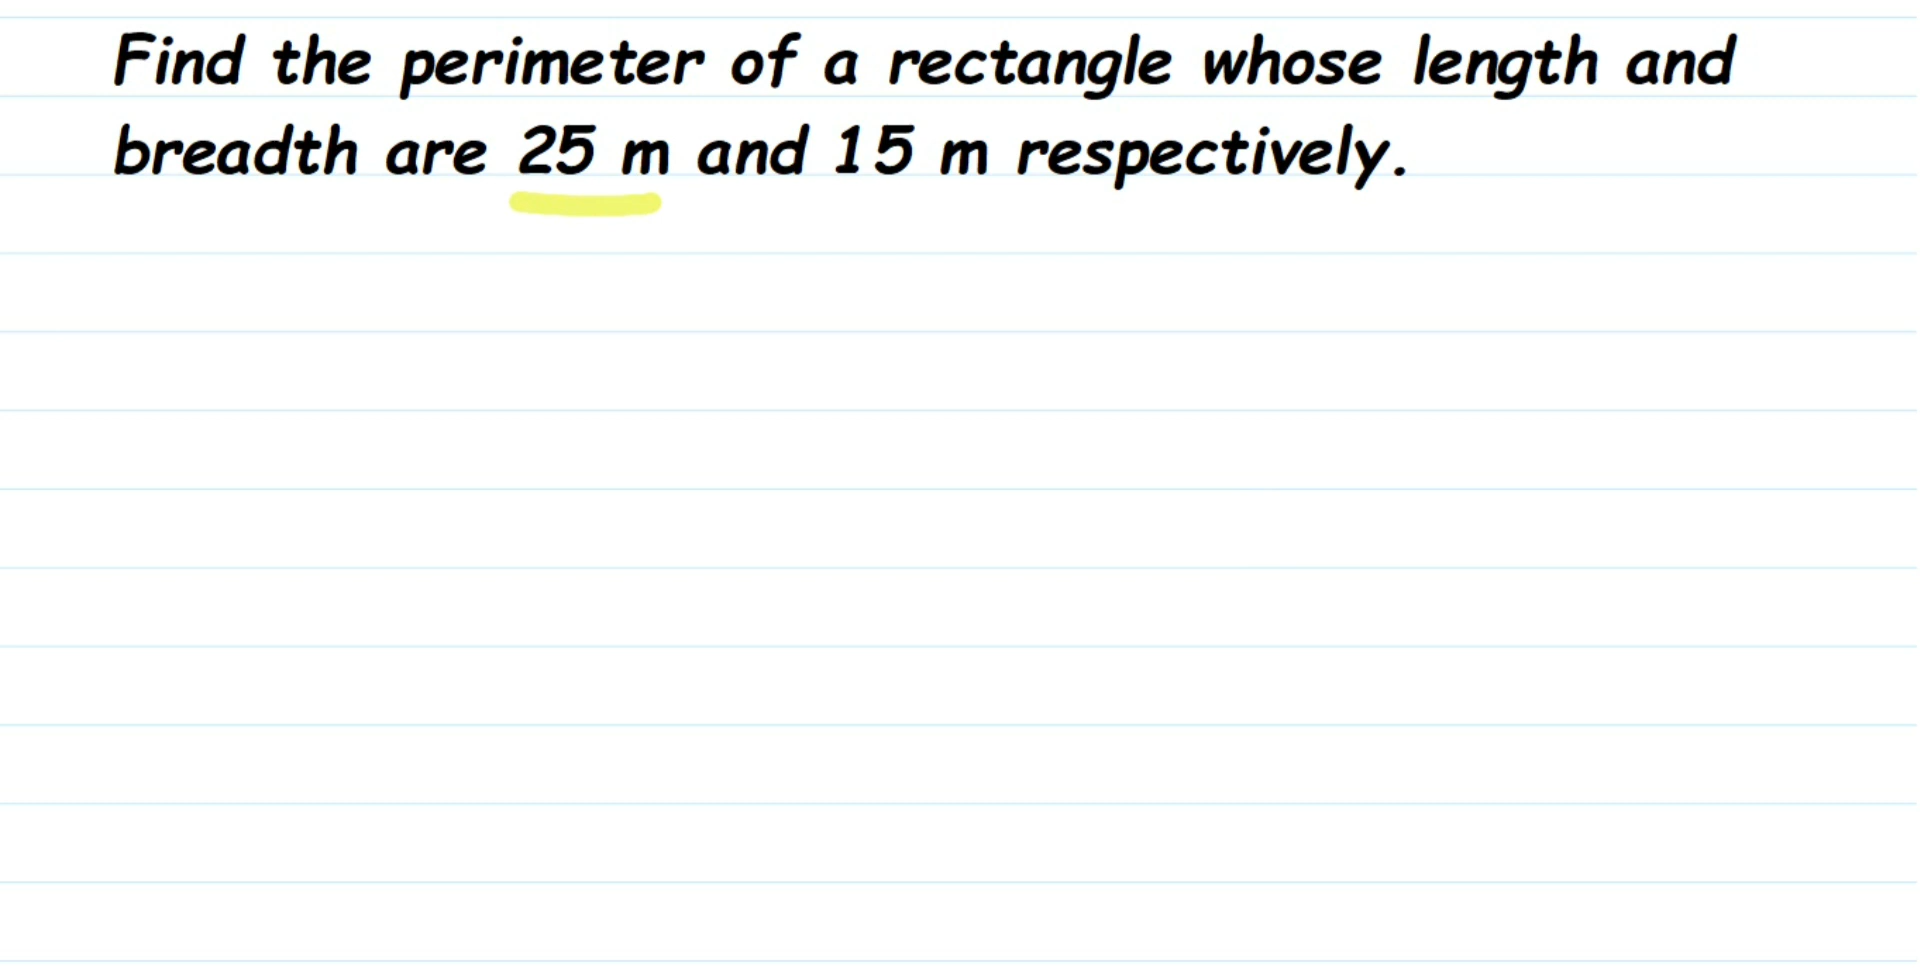 Find the perimeter of a rectangle whose length and
breadth are 25 m and 15 m respectively.